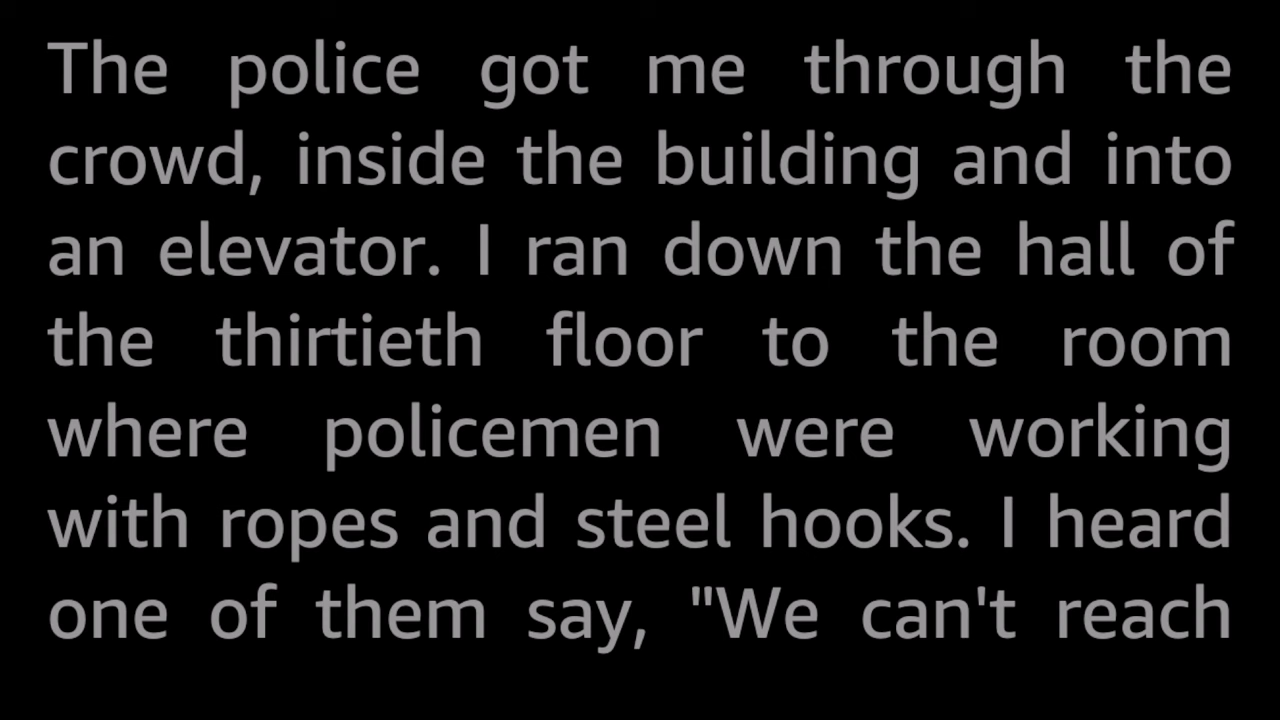 The police got me through the
crowd, inside the building and into
an elevator. I ran down the hall of
the thirtieth floor to the room
where policemen were working
with ropes and steel hooks. I heard
one of them say, "We can't reach